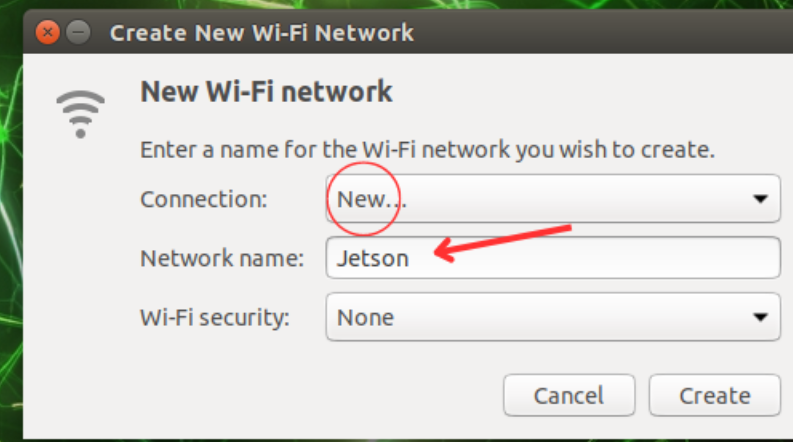 Create New Wi-Fi Network
New Wi-Fi network
Enter a name for the Wi-Fi network you wish to create.
Connection: New...
Network name: Jetson
Wi-Fi security: None
Cancel Create